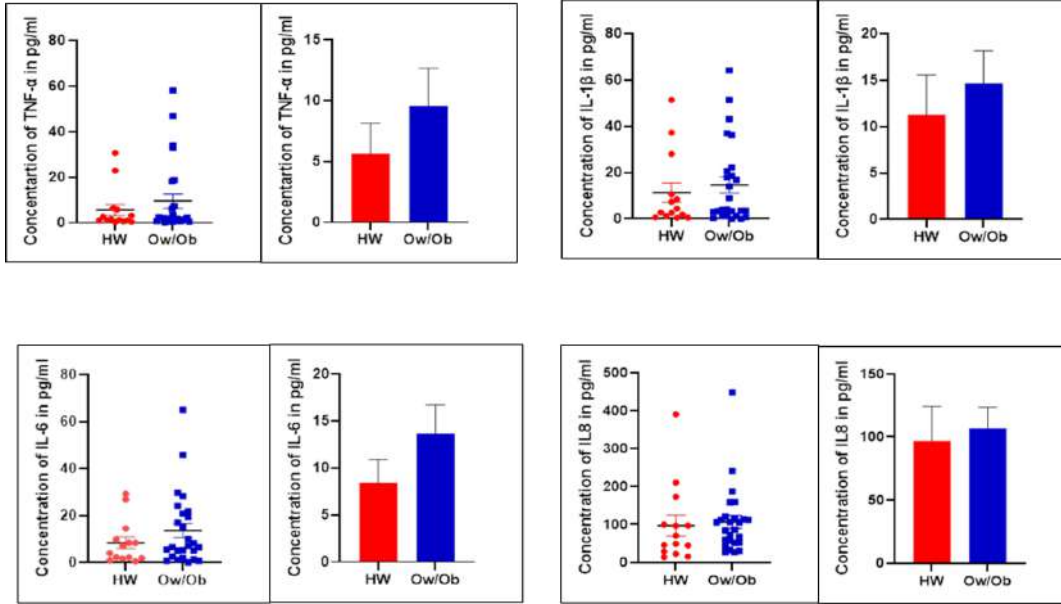 Concentartion of TNF-α in pg/ml
80
60
40
20
0
HW Ow/Ob
Concentartion of TNF-α in pg/ml
15
10
5
0
HW Ow/Ob
Concentration of IL-1β in pg/ml
80
60
40
20
0
HW Ow/Ob
Concentration of IL-1β in pg/ml
20
15
10
5
0
HW Ow/Ob
Concentration of IL-6 in pg/ml
80
60
40
20
0
HW Ow/Ob
Concentration of IL-6 in pg/ml
20
15
10
5
0
HW Ow/Ob
Concentration of IL8 in pg/ml
500
400
300
200
100
0
HW Ow/Ob
Concentration of IL8 in pg/ml
150
100
50
0
HW Ow/Ob